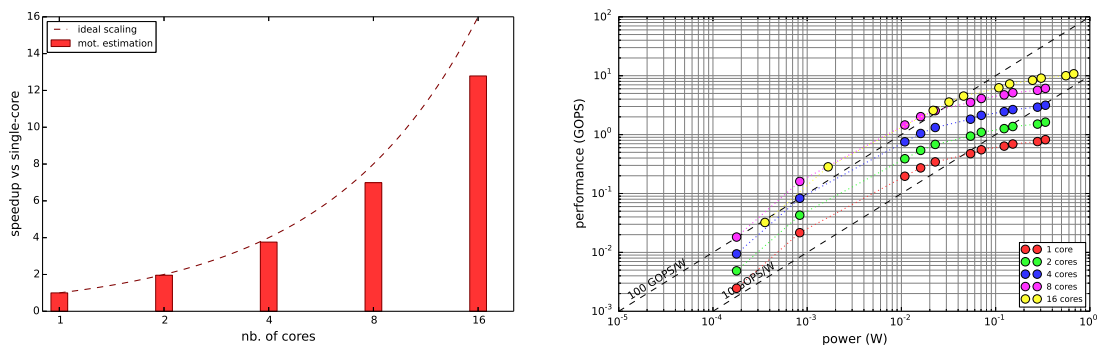 16
14
12
10
8
6
4
2
0
speedup vs single-core
ideal scaling
mot. estimation
1 2 4 8 16
nb. of cores
10^2
10^1
10^0
10^-1
10^-2
10^-3
performance (GOPS)
100 GOPS/W
10 GOPS/W
1 core
2 cores
4 cores
8 cores
16 cores
10^-5 10^-4 10^-3 10^-2 10^-1 10^0
power (W)